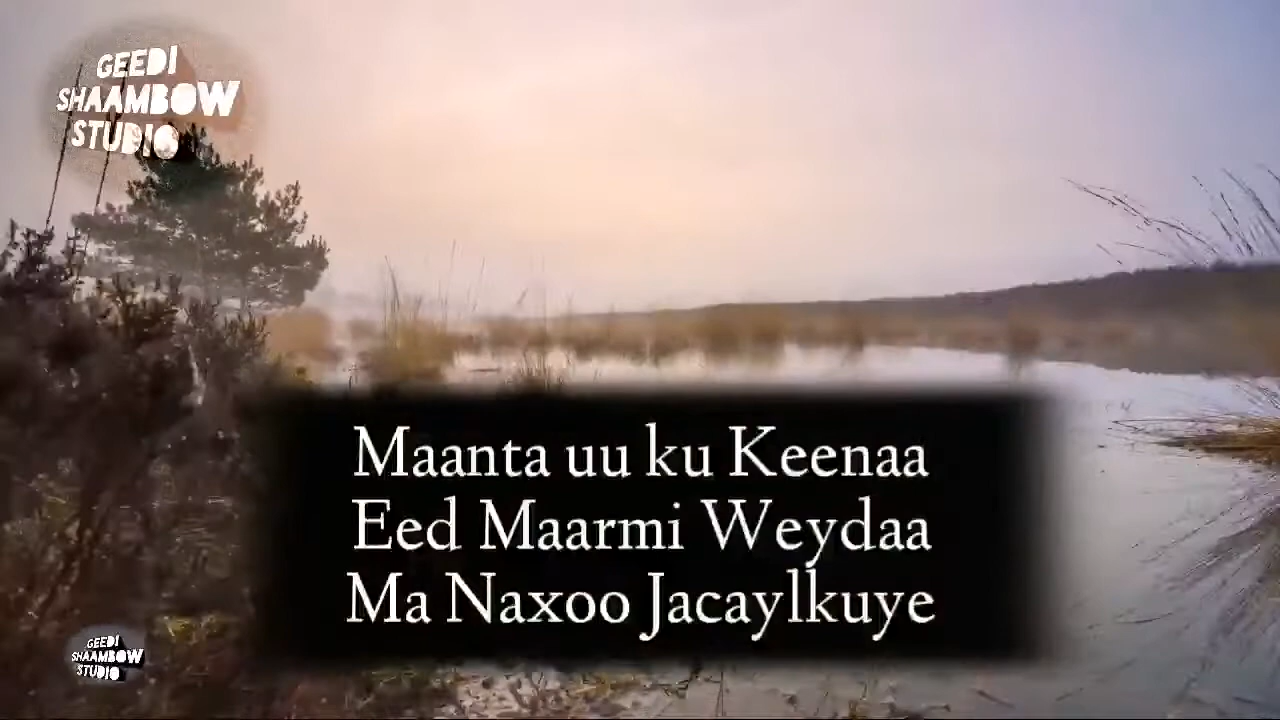 GEEDI
SHAAMBOW
STUDIO
Maanta uu ku Keenaa
Eed Maarmi Weydaa
Ma Naxoo Jacaylkuye
GEEDI
SHAAMBOW
STUDIO